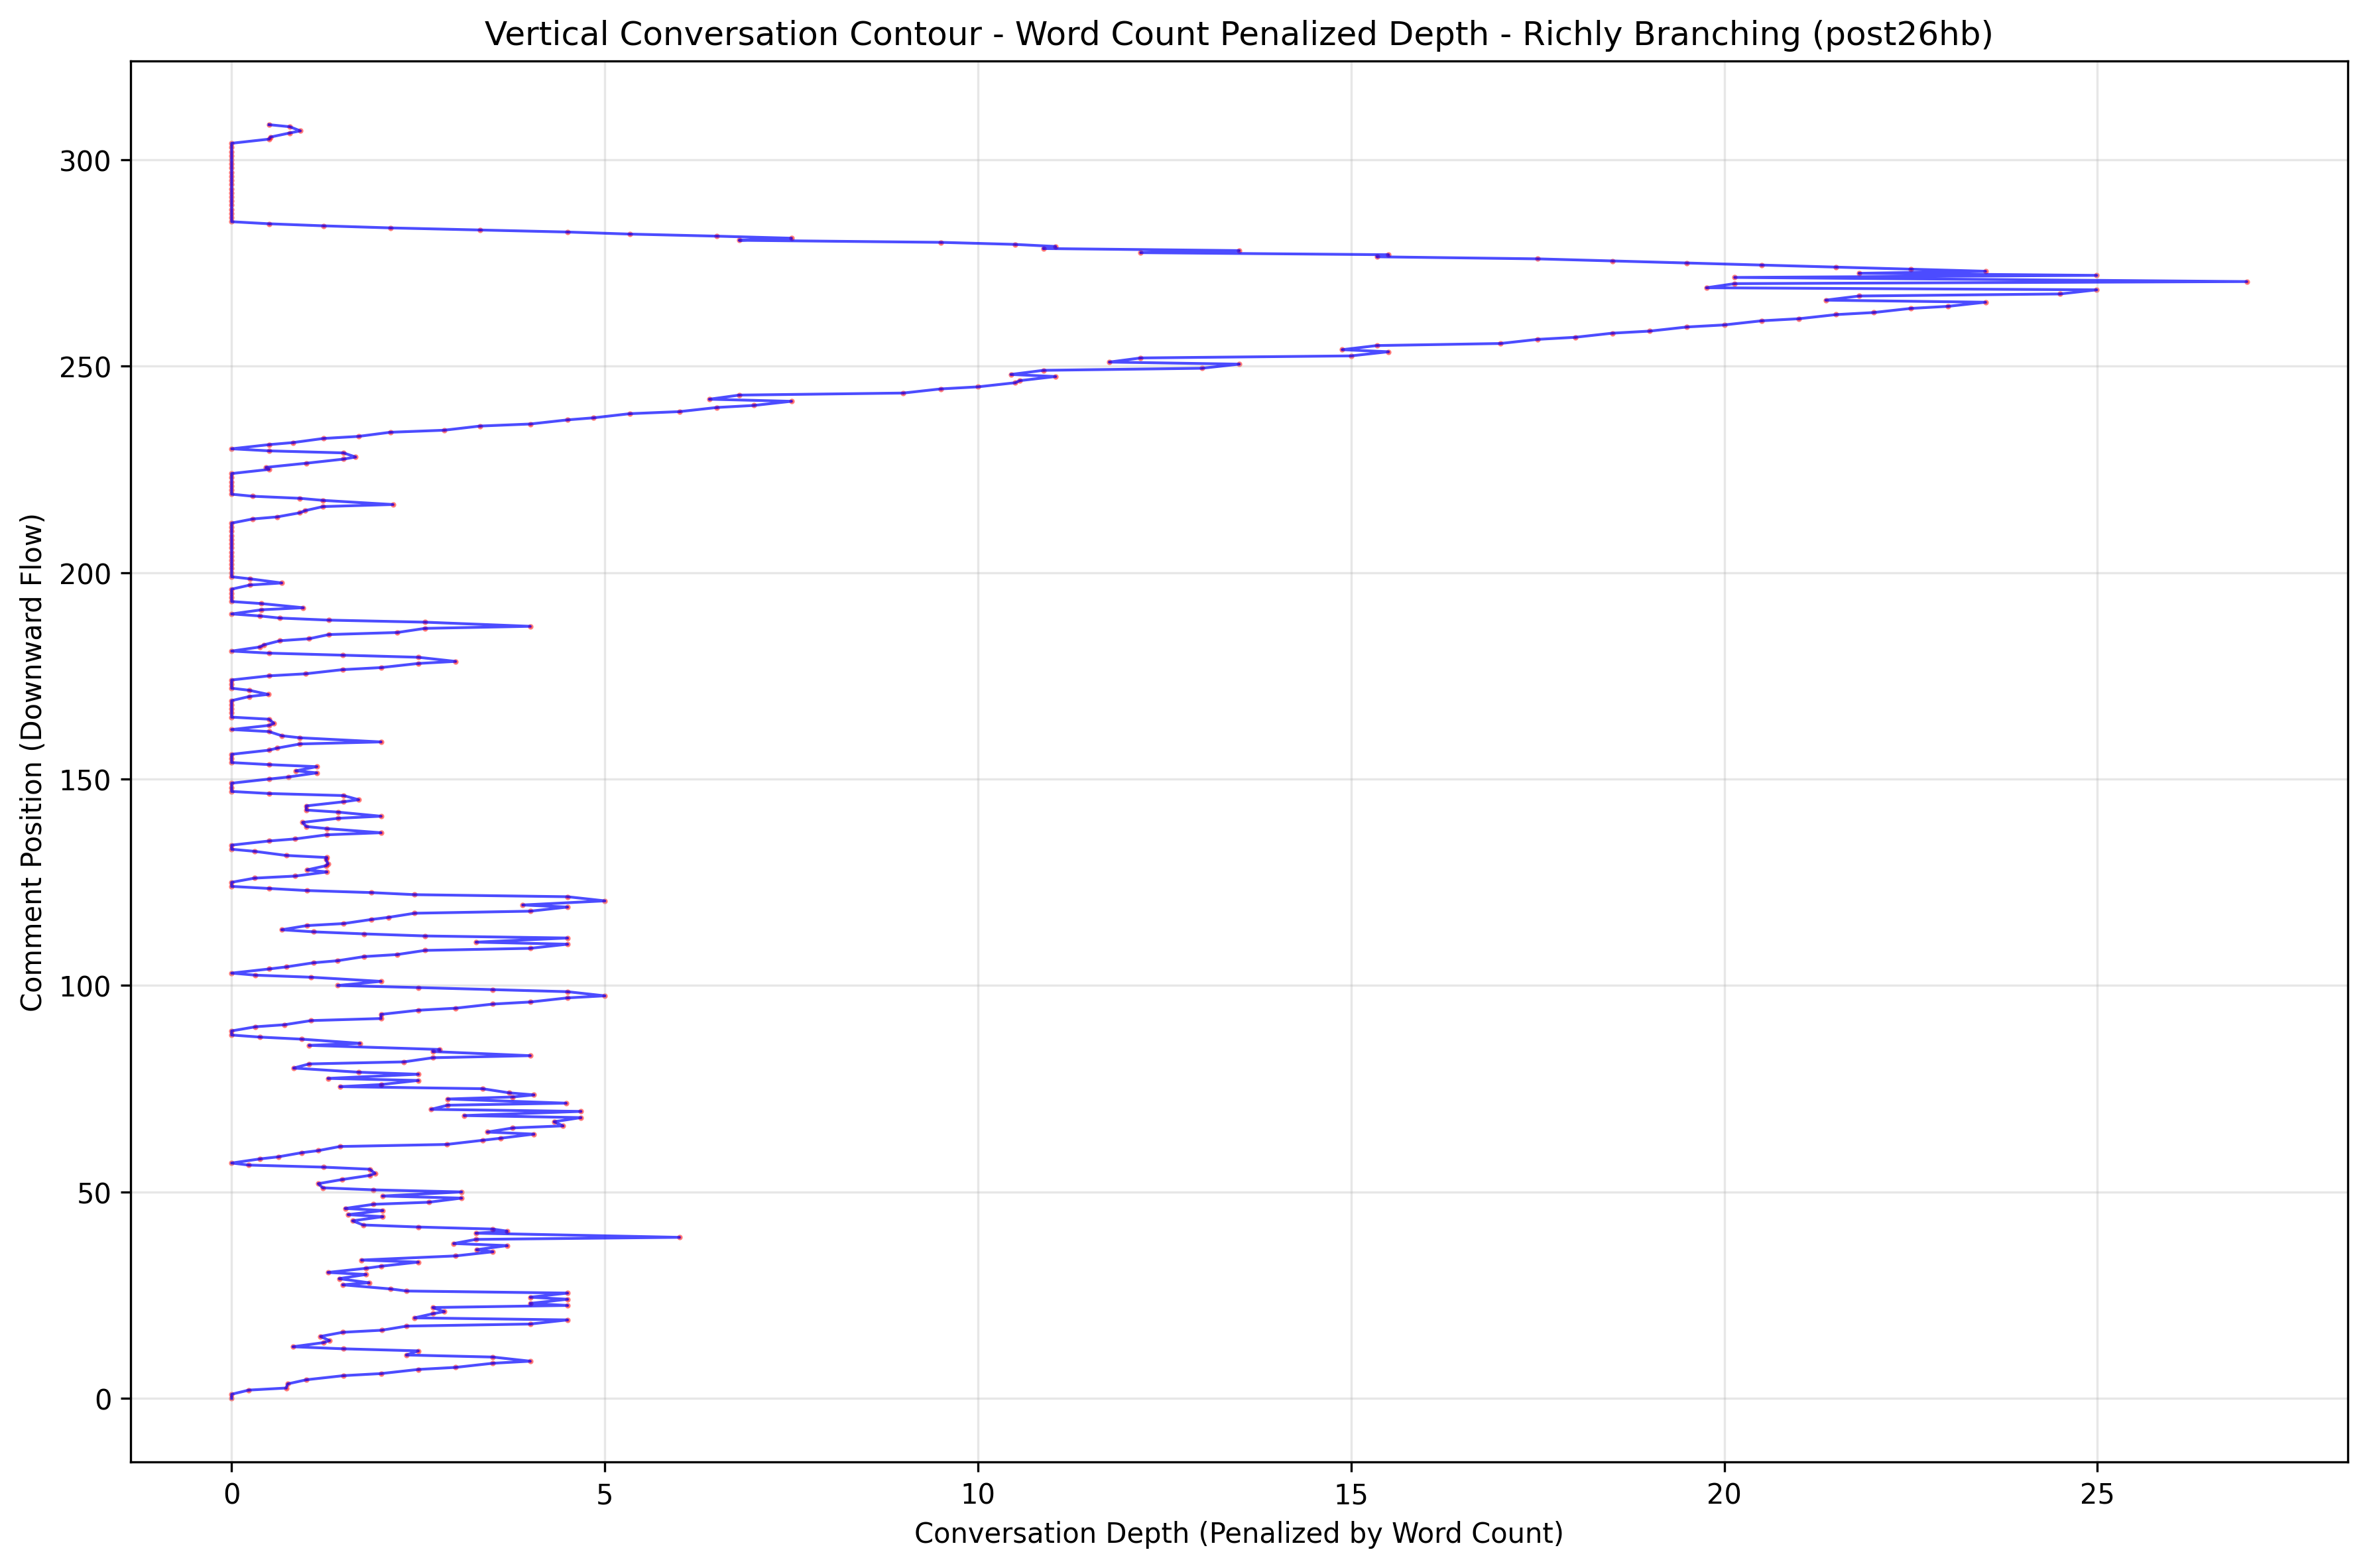 Vertical Conversation Contour - Word Count Penalized Depth - Richly Branching (post26hb)
Comment Position (Downward Flow)
300
250
200
150
100
50
0
0 5 10 15 20 25
Conversation Depth (Penalized by Word Count)